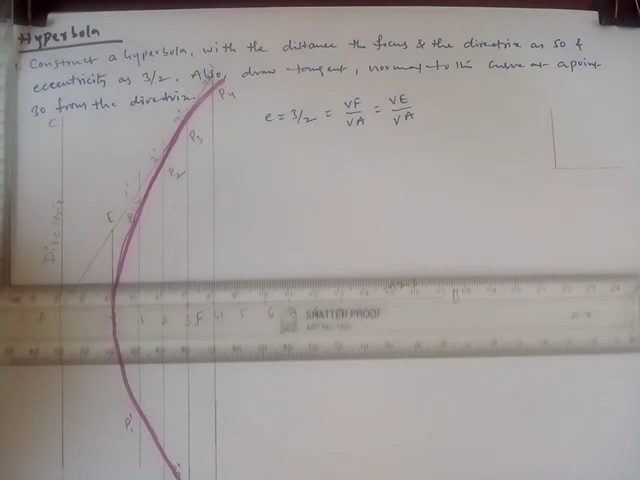 Hyperbola
1. Construct a hyperbola, with the distance the focus & the directrix as 50 &
eccentricity as 3/2. Also, draw tangent, normal to the curve at a point
30 from the directrix.
e = 3/2 = VF/VA = VE/VA
C
Directrix
E
P4
P3
P2
1 2 3 F 4 5 6
SHATTER PROOF
P1'